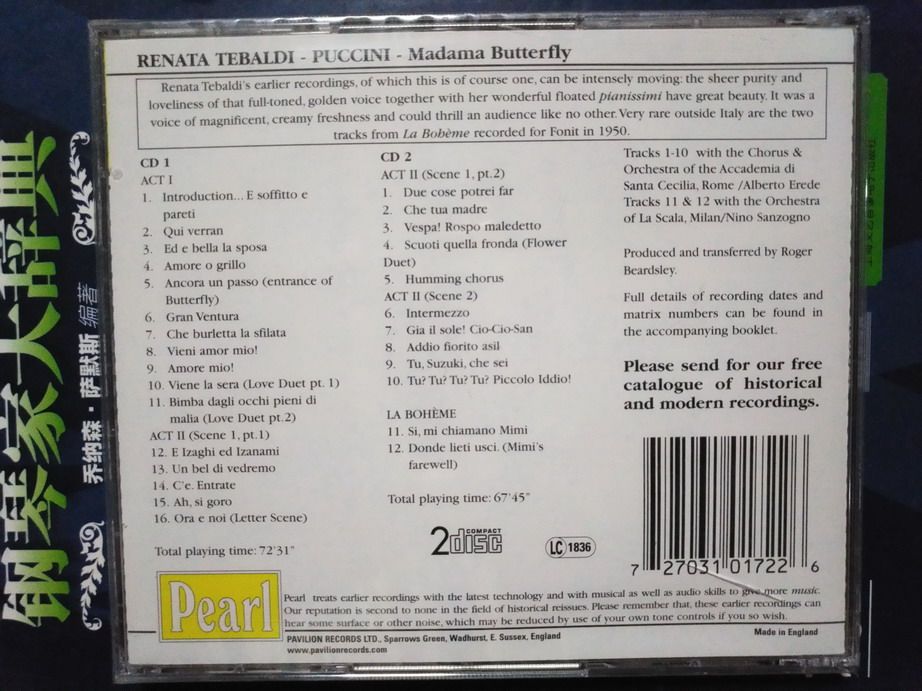 RENATA TEBALDI - PUCCINI - Madama Butterfly
Renata Tebaldi's earlier recordings, of which this is of course one, can be intensely moving: the sheer purity and
loveliness of that full-toned, golden voice together with her wonderful floated pianissimi have great beauty. It was a
voice of magnificent, creamy freshness and could thrill an audience like no other. Very rare outside Italy are the two
tracks from La Bohème recorded for Fonit in 1950.
CD 1
ACT I
1. Introduction... E soffitto e
pareti
2. Qui verran
3. Ed e bella la sposa
4. Amore o grillo
5. Ancora un passo (entrance of
Butterfly)
6. Gran Ventura
7. Che burletta la sfilata
8. Vieni amor mio!
9. Amore mio!
10. Viene la sera (Love Duet pt. 1)
11. Bimba dagli occhi pieni di
malia (Love Duet pt.2)
ACT II (Scene 1, pt.1)
12. E Izaghi ed Izanami
13. Un bel di vedremo
14. C'e. Entrate
15. Ah, si goro
16. Ora e noi (Letter Scene)
Total playing time: 72'31"
CD 2
ACT II (Scene 1, pt.2)
1. Due cose potrei far
2. Che tua madre
3. Vespa! Rospo maledetto
4. Scuoti quella fronda (Flower
Duet)
5. Humming chorus
ACT II (Scene 2)
6. Intermezzo
7. Gia il sole! Cio-Cio-San
8. Addio fiorito asil
9. Tu, Suzuki, che sei
10. Tu? Tu? Tu? Tu? Piccolo Iddio!
LA BOHÈME
11. Si, mi chiamano Mimi
12. Donde lieti usci. (Mimi's
farewell)
Total playing time: 67'45"
Tracks 1-10 with the Chorus &
Orchestra of the Accademia di
Santa Cecilia, Rome /Alberto Erede
Tracks 11 & 12 with the Orchestra
of La Scala, Milan/Nino Sanzogno
Produced and transferred by Roger
Beardsley.
Full details of recording dates and
matrix numbers can be found in
the accompanying booklet.
Please send for our free
catalogue of historical
and modern recordings.
2 COMPACT disc
LC 1836
7 27031 01722 6
Pearl
Pearl treats earlier recordings with the latest technology and with musical as well as audio skills to give more music.
Our reputation is second to none in the field of historical reissues. Please remember that, these earlier recordings can
hear some surface or other noise, which may be reduced by use of your own tone controls if you so wish.
PAVILION RECORDS LTD., Sparrows Green, Wadhurst, E. Sussex, England
www.pavilionrecords.com
Made in England
钢琴家大辞典
乔纳森·萨默斯 编著